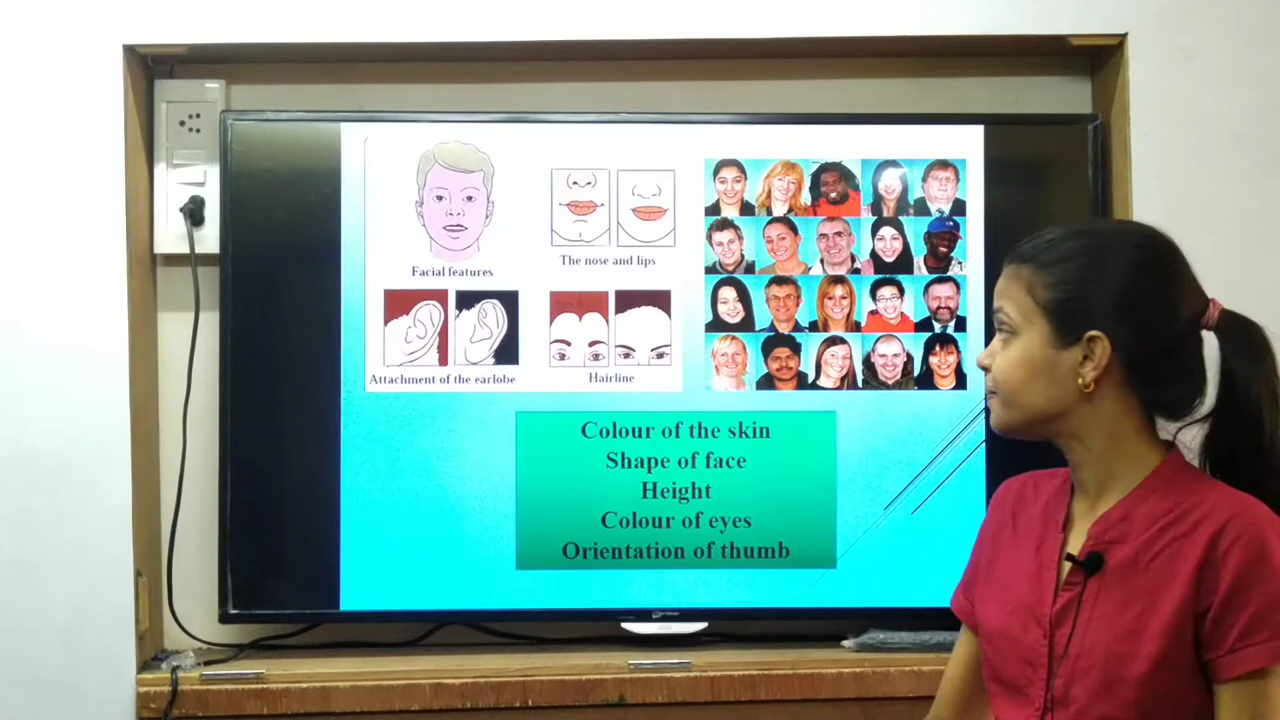 Facial features
The nose and lips
Attachment of the earlobe
Hairline
Colour of the skin
Shape of face
Height
Colour of eyes
Orientation of thumb